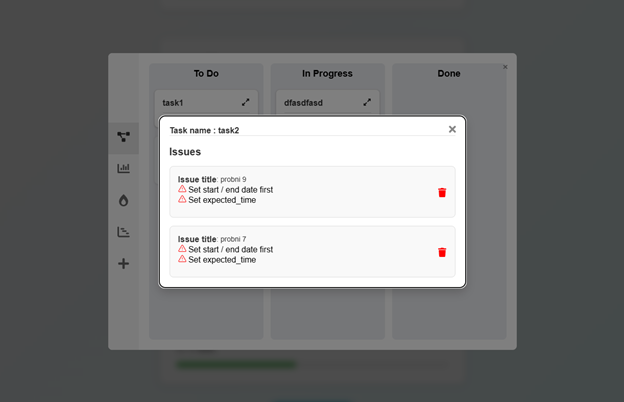 To Do
In Progress
Done
×
task1
dfasdfasd
Task name : task2
×
Issues
Issue title: probni 9
Set start / end date first
Set expected_time
Issue title: probni 7
Set start / end date first
Set expected_time